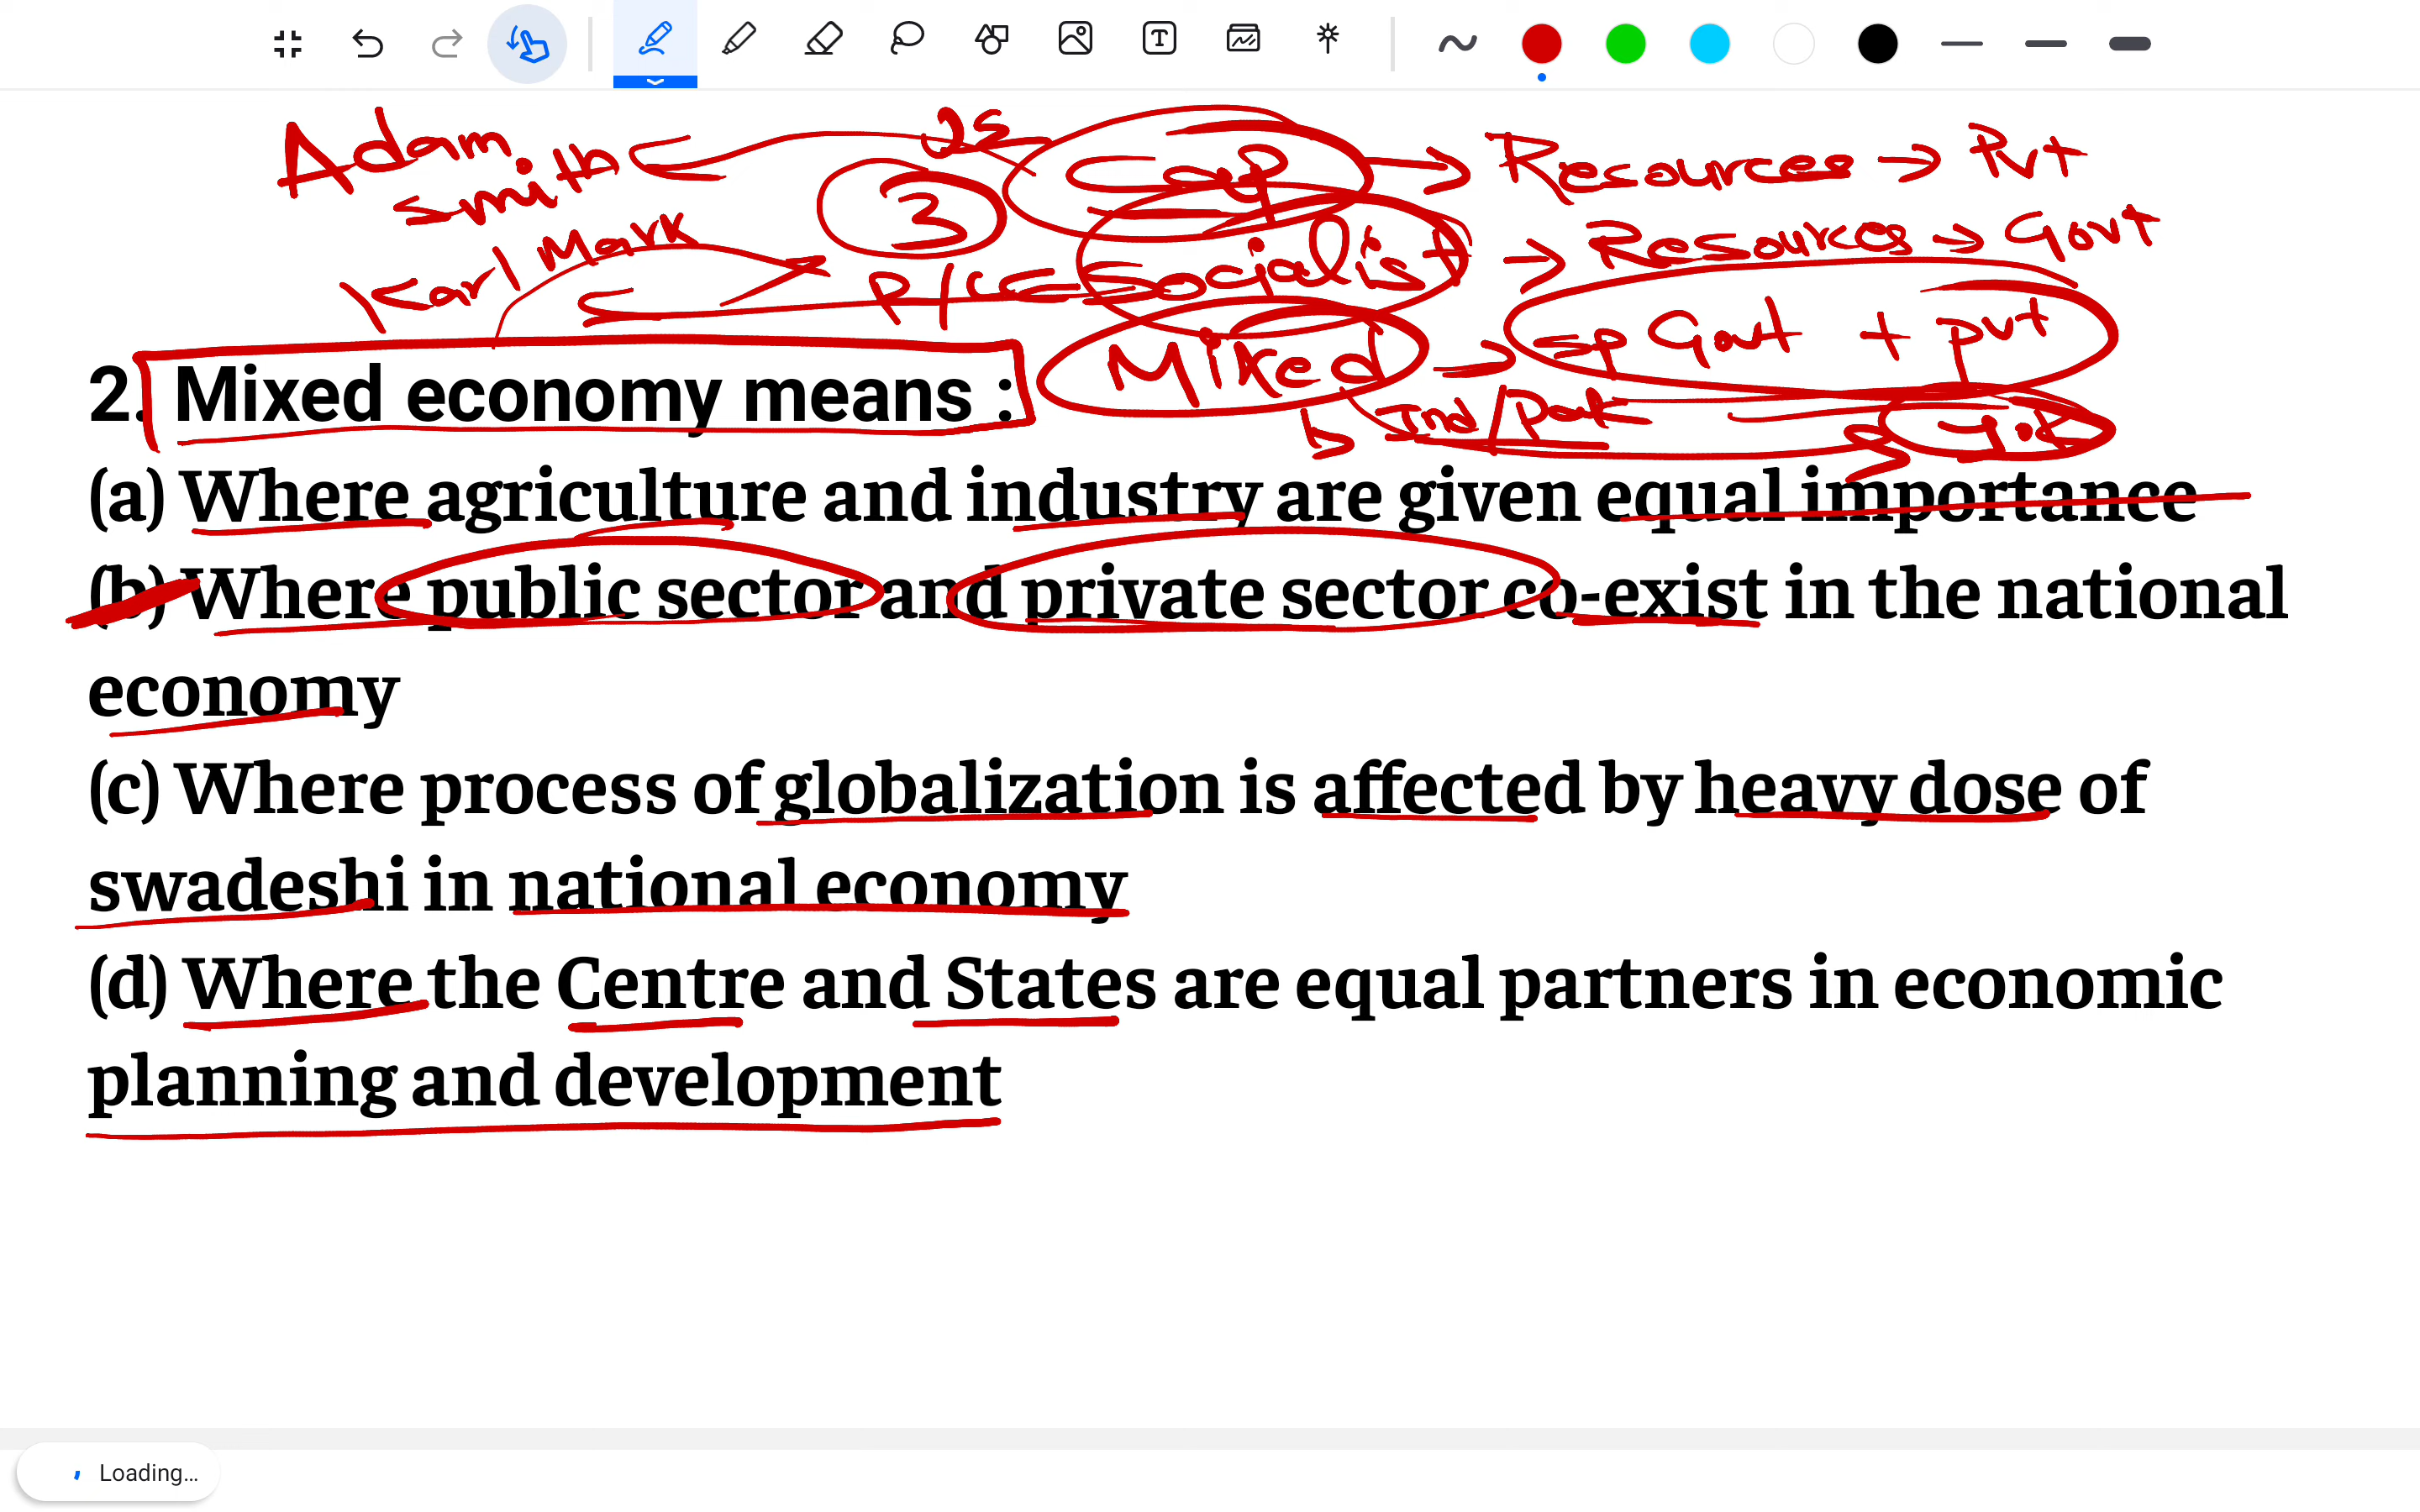 Adam Smith
Karl Mark
3
US
Cap → Resources → Pvt
R/C
Socialist → Resources → Govt
Mixed → Govt + Pvt
Ind/Pak
2. Mixed economy means :
(a) Where agriculture and industry are given equal importance
(b) Where public sector and private sector co-exist in the national
economy
(c) Where process of globalization is affected by heavy dose of
swadeshi in national economy
(d) Where the Centre and States are equal partners in economic
planning and development
Loading...